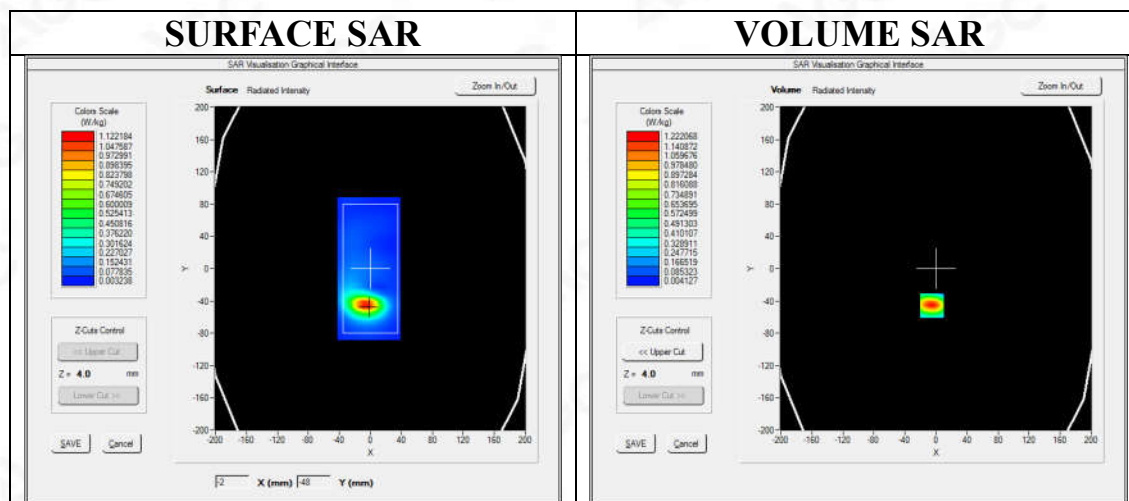 SURFACE SAR
SAR Visualisation Graphical Interface
Surface Radiated Intensity
Zoom In/Out
Colors Scale
(W/kg)
1.122184
1.047587
0.972991
0.898395
0.823798
0.749202
0.674605
0.600009
0.525413
0.450816
0.376220
0.301624
0.227027
0.152431
0.077835
0.003238
200
160
120
80
40
0
-40
-80
-120
-160
-200
Y
-200 -160 -120 -80 -40 0 40 80 120 160 200
X
Z-Cuts Control
<< Upper Cut
Z = 4.0 mm
Lower Cut >>
SAVE Cancel
-2 X (mm) -48 Y (mm)
VOLUME SAR
SAR Visualisation Graphical Interface
Volume Radiated Intensity
Zoom In/Out
Colors Scale
(W/kg)
1.222068
1.140872
1.059676
0.978480
0.897284
0.816088
0.734891
0.653695
0.572499
0.491303
0.410107
0.328911
0.247715
0.166519
0.085323
0.004127
200
160
120
80
40
0
-40
-80
-120
-160
-200
Y
-200 -160 -120 -80 -40 0 40 80 120 160 200
X
Z-Cuts Control
<< Upper Cut
Z = 4.0 mm
Lower Cut >>
SAVE Cancel